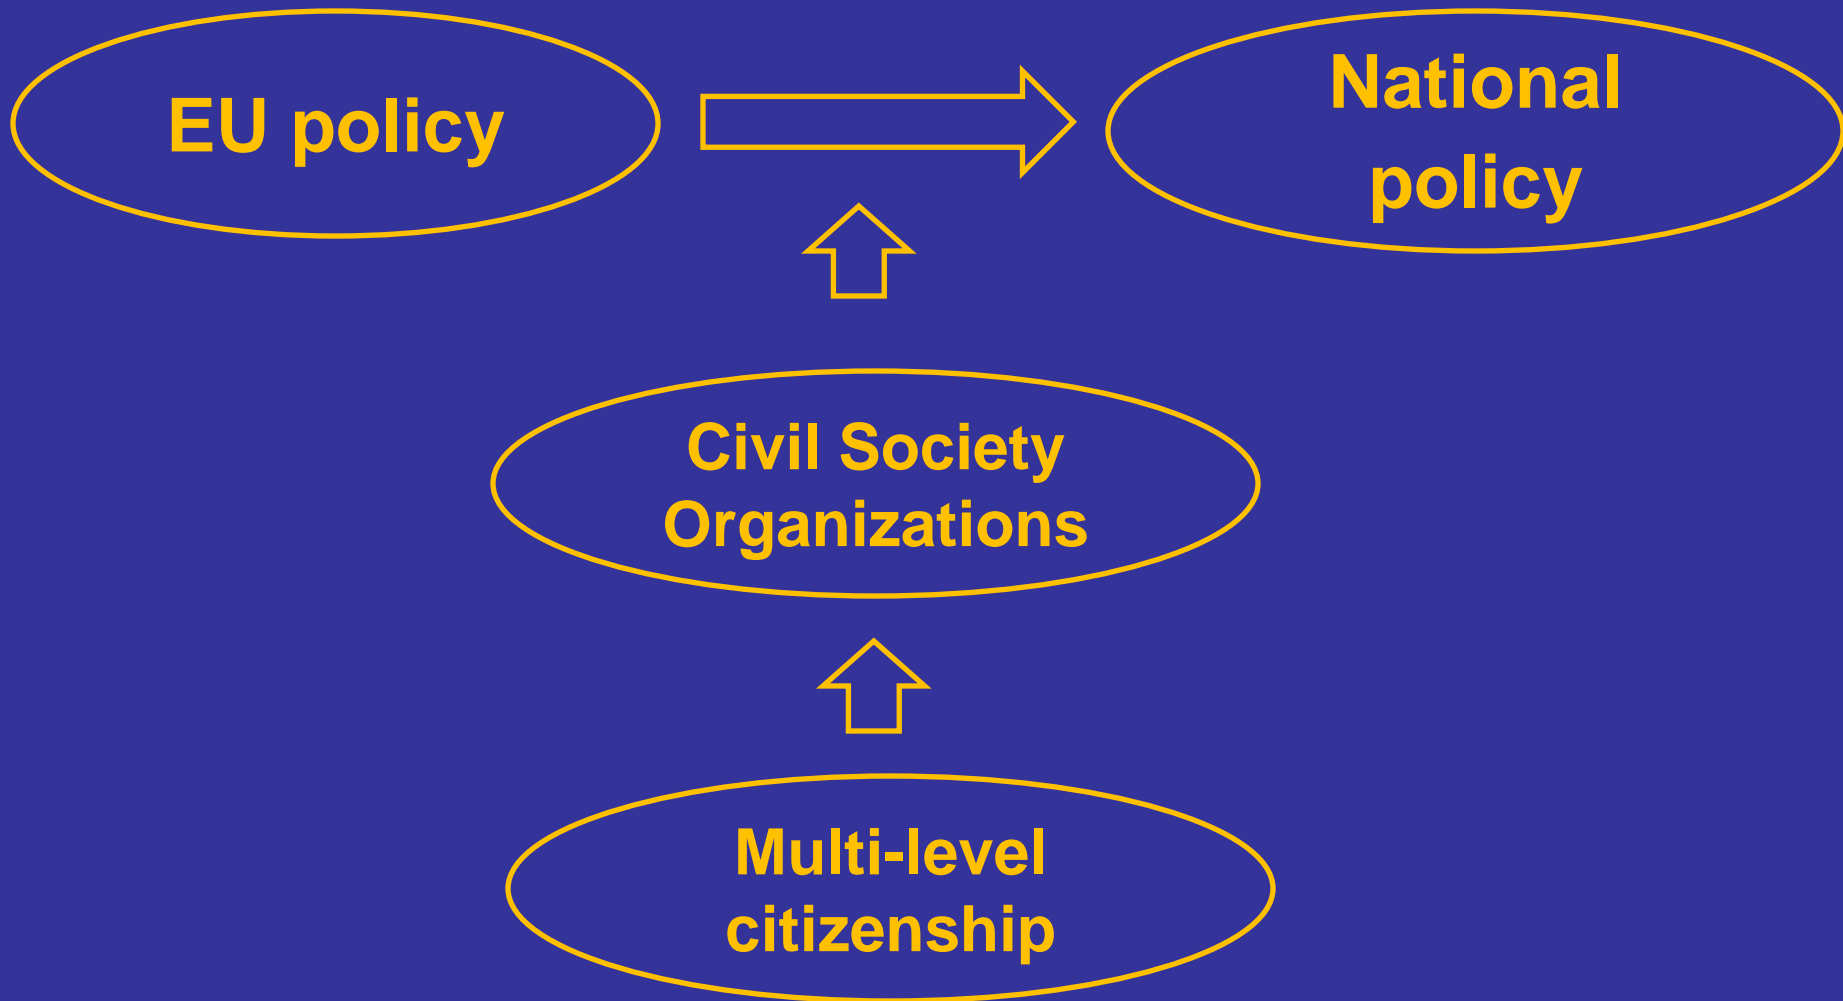 EU policy
National
policy
Civil Society
Organizations
Multi-level
citizenship